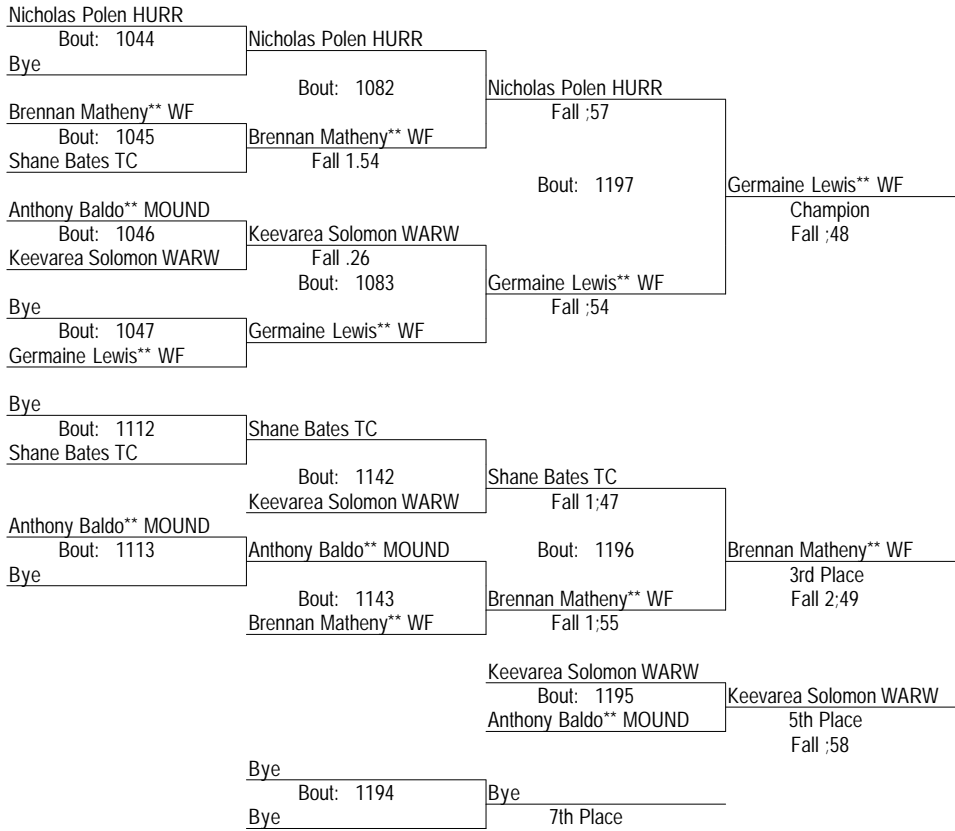 Nicholas Polen HURR
Bout: 1044
Nicholas Polen HURR
Bye
Bout: 1082
Nicholas Polen HURR
Brennan Matheny** WF
Fall ;57
Bout: 1045
Brennan Matheny** WF
Shane Bates TC
Fall 1.54
Bout: 1197
Germaine Lewis** WF
Anthony Baldo** MOUND
Champion
Bout: 1046
Keevarea Solomon WARW
Fall ;48
Keevarea Solomon WARW
Fall .26
Bout: 1083
Germaine Lewis** WF
Bye
Fall ;54
Bout: 1047
Germaine Lewis** WF
Germaine Lewis** WF
Bye
Bout: 1112
Shane Bates TC
Shane Bates TC
Bout: 1142
Shane Bates TC
Keevarea Solomon WARW
Fall 1;47
Anthony Baldo** MOUND
Bout: 1113
Anthony Baldo** MOUND
Bout: 1196
Brennan Matheny** WF
Bye
3rd Place
Bout: 1143
Brennan Matheny** WF
Fall 2;49
Brennan Matheny** WF
Fall 1;55
Keevarea Solomon WARW
Bout: 1195
Keevarea Solomon WARW
Anthony Baldo** MOUND
5th Place
Fall ;58
Bye
Bout: 1194
Bye
Bye
7th Place